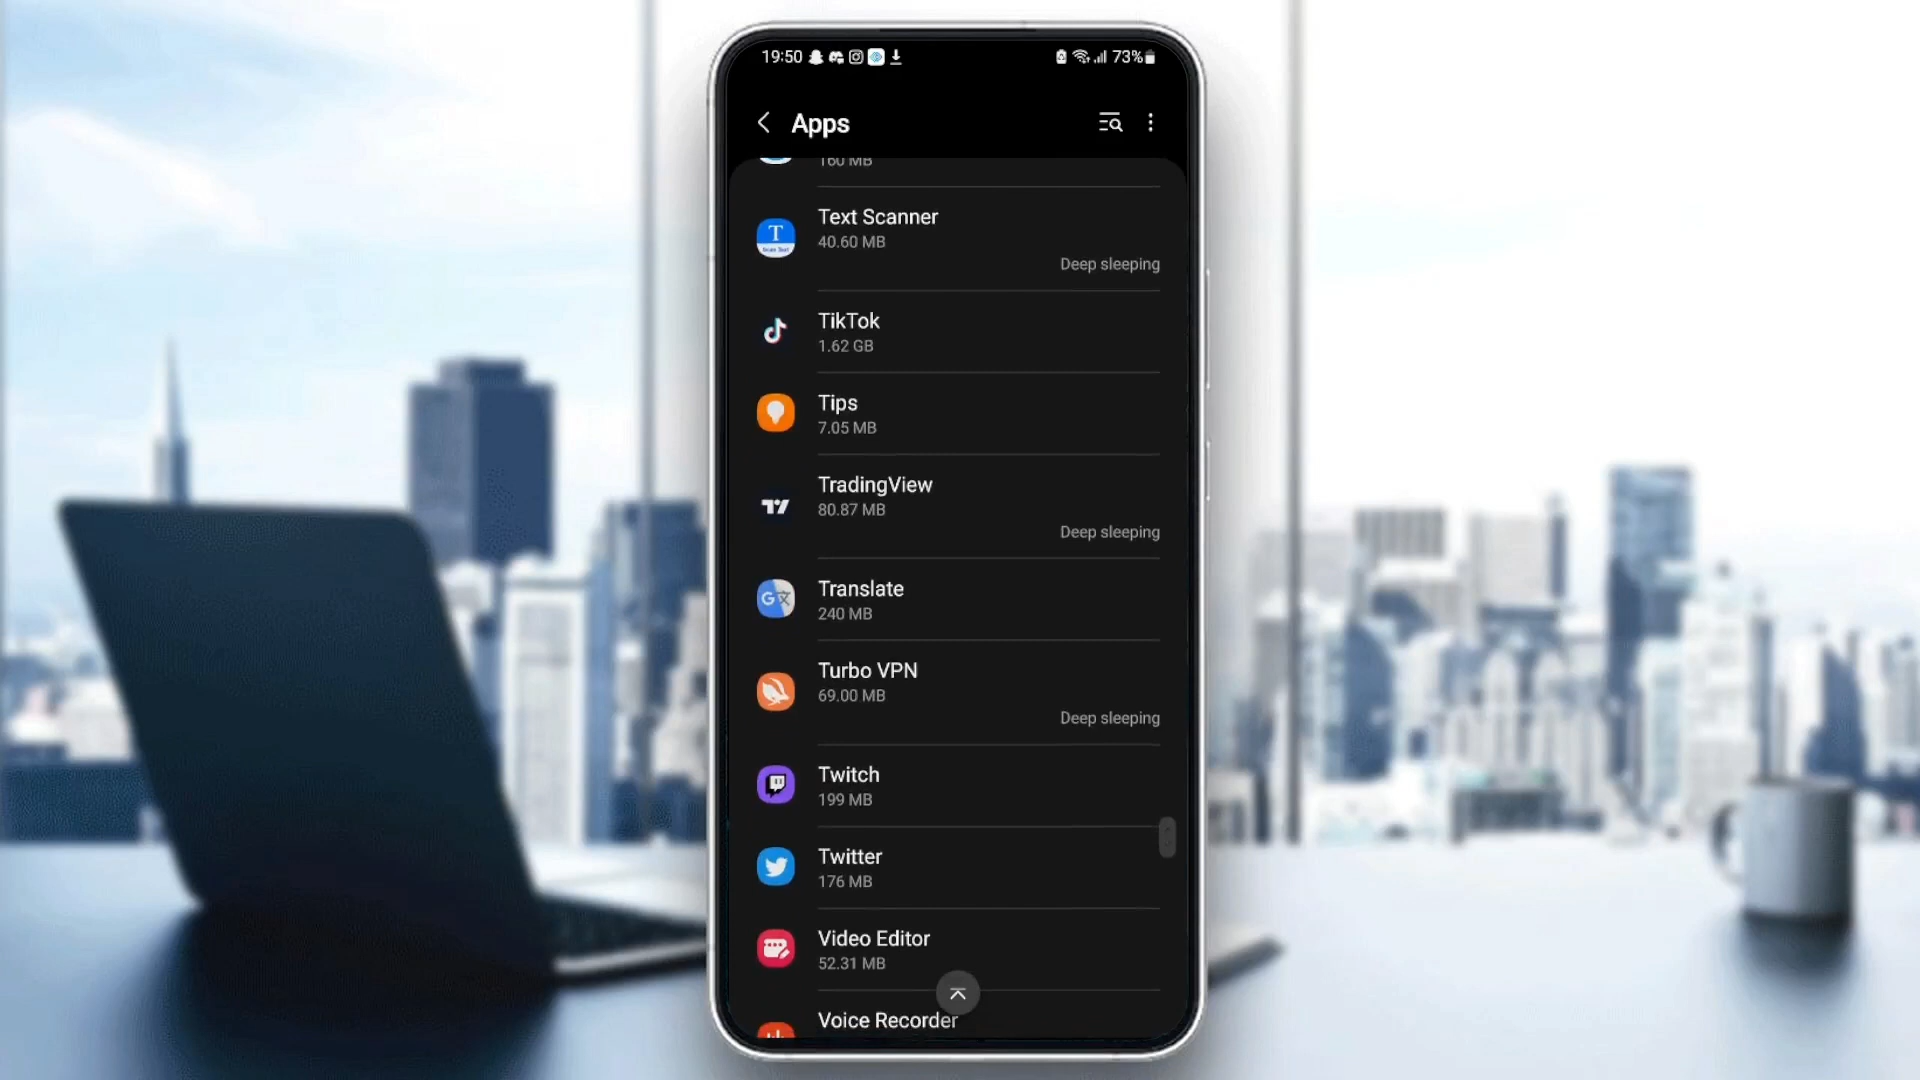 19:50
73%
Apps
160 MB
Text Scanner
40.60 MB
Deep sleeping
TikTok
1.62 GB
Tips
7.05 MB
TradingView
80.87 MB
Deep sleeping
Translate
240 MB
Turbo VPN
69.00 MB
Deep sleeping
Twitch
199 MB
Twitter
176 MB
Video Editor
52.31 MB
Voice Recorder